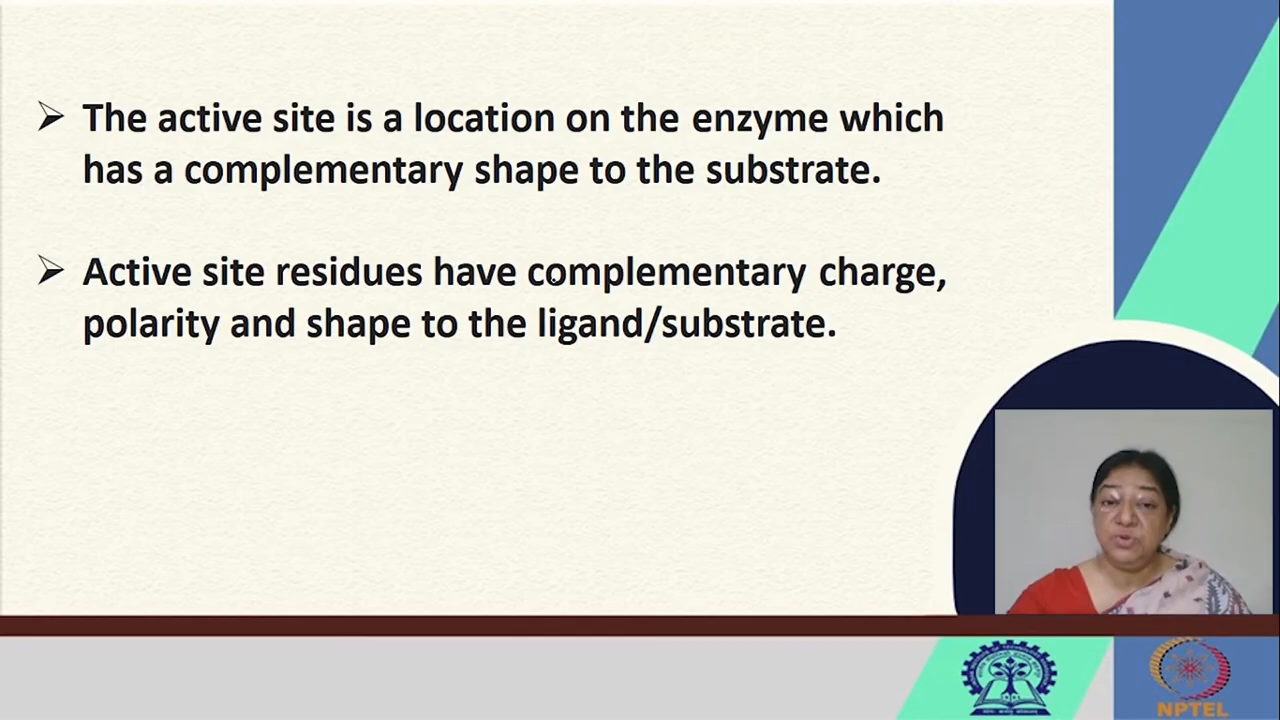 ➢ The active site is a location on the enzyme which
has a complementary shape to the substrate.
➢ Active site residues have complementary charge,
polarity and shape to the ligand/substrate.
NPTEL